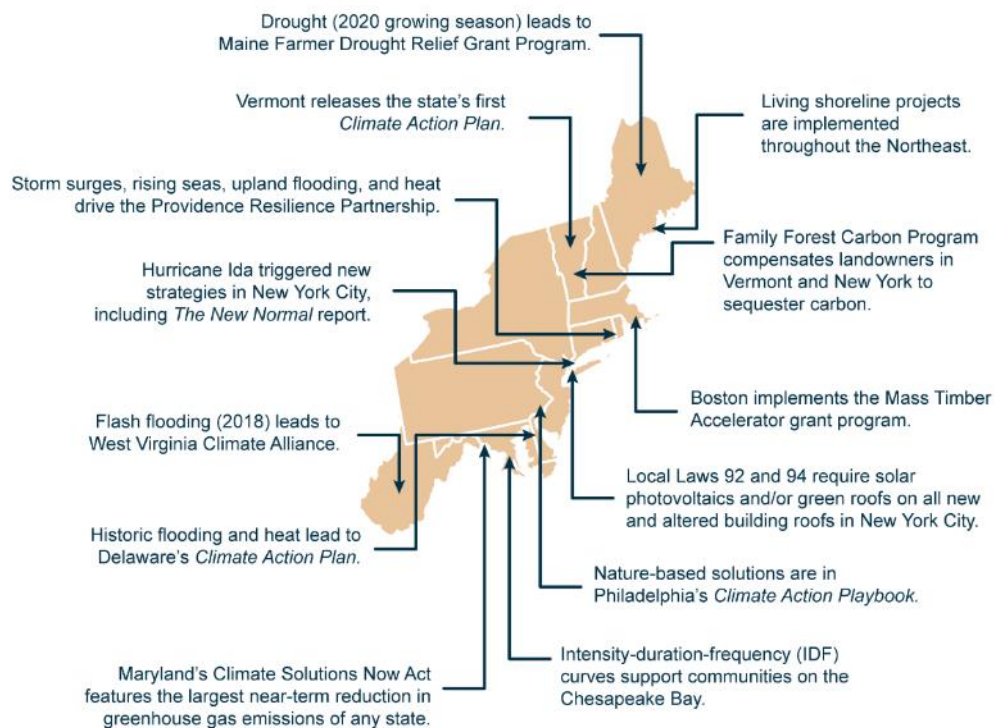 Drought (2020 growing season) leads to
Maine Farmer Drought Relief Grant Program.
Vermont releases the state's first
Climate Action Plan.
Living shoreline projects
are implemented
throughout the Northeast.
Storm surges, rising seas, upland flooding, and heat
drive the Providence Resilience Partnership.
Family Forest Carbon Program
compensates landowners in
Vermont and New York to
sequester carbon.
Hurricane Ida triggered new
strategies in New York City,
including The New Normal report.
Boston implements the Mass Timber
Accelerator grant program.
Flash flooding (2018) leads to
West Virginia Climate Alliance.
Local Laws 92 and 94 require solar
photovoltaics and/or green roofs on all new
and altered building roofs in New York City.
Historic flooding and heat lead to
Delaware's Climate Action Plan.
Nature-based solutions are in
Philadelphia's Climate Action Playbook.
Maryland's Climate Solutions Now Act
features the largest near-term reduction in
greenhouse gas emissions of any state.
Intensity-duration-frequency (IDF)
curves support communities on the
Chesapeake Bay.